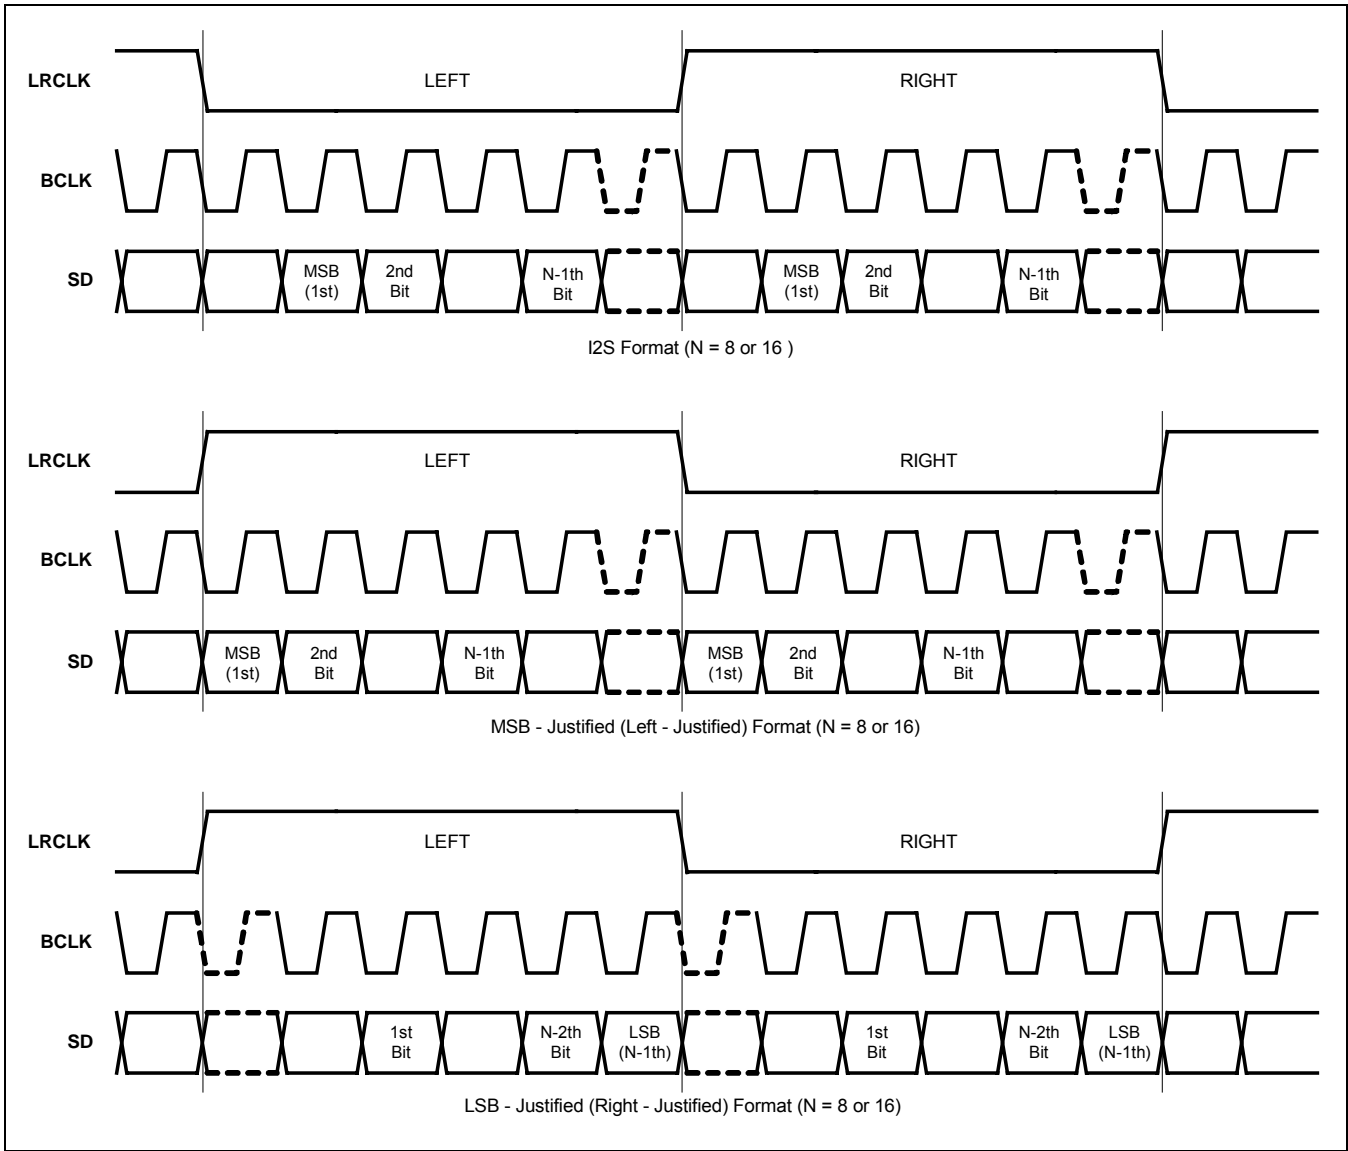 LRCLK
LEFT
RIGHT
BCLK
SD
MSB
(1st)
2nd
Bit
N-1th
Bit
MSB
(1st)
2nd
Bit
N-1th
Bit
I2S Format (N = 8 or 16 )
LRCLK
LEFT
RIGHT
BCLK
SD
MSB
(1st)
2nd
Bit
N-1th
Bit
MSB
(1st)
2nd
Bit
N-1th
Bit
MSB - Justified (Left - Justified) Format (N = 8 or 16)
LRCLK
LEFT
RIGHT
BCLK
SD
1st
Bit
N-2th
Bit
LSB
(N-1th)
1st
Bit
N-2th
Bit
LSB
(N-1th)
LSB - Justified (Right - Justified) Format (N = 8 or 16)